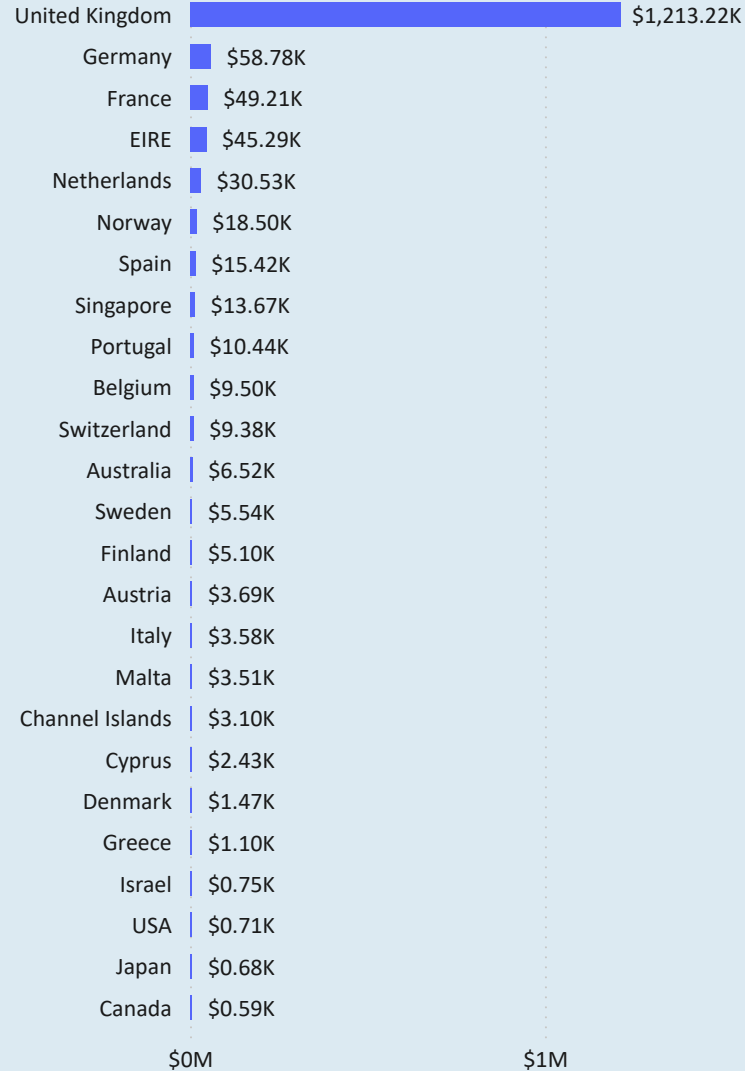 United Kingdom $1,213.22K
Germany $58.78K
France $49.21K
EIRE $45.29K
Netherlands $30.53K
Norway $18.50K
Spain $15.42K
Singapore $13.67K
Portugal $10.44K
Belgium $9.50K
Switzerland $9.38K
Australia $6.52K
Sweden $5.54K
Finland $5.10K
Austria $3.69K
Italy $3.58K
Malta $3.51K
Channel Islands $3.10K
Cyprus $2.43K
Denmark $1.47K
Greece $1.10K
Israel $0.75K
USA $0.71K
Japan $0.68K
Canada $0.59K
$0M $1M